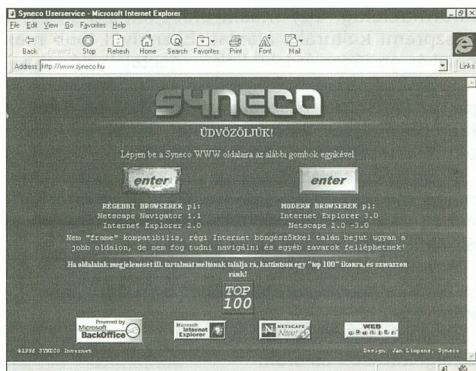 Syneco Userservice - Microsoft Internet Explorer
File Edit View Go Favorites Help
Back Stop Refresh Home Search Favorites Print Font Mail
Address http://www.syneco.hu Links
SYNECO
ÜDVÖZÖLJÜK!
Lépjen be a Syneco WWW oldalaira az alábbi gombok egyikével
enter enter
RÉGEBBI BROWSEREK pl: MODERN BROWSEREK pl:
Netscape Navigator 1.1 Internet Explorer 3.0
Internet Explorer 2.0 Netscape 2.0 -3.0
Nem "frame" kompatibilis, régi Internet böngészőkkel talán bejut ugyan a
jobb oldalon, de nem fog tudni navigálni és egyéb zavarok felléphetnek!
Ha oldalaink megjelenését ill. tartalmát méltónak találja rá, kattintson egy "top 100" ikonra, és szavazzon
ránk!
TOP
100
Powered by
Microsoft
BackOffice
Microsoft
Internet
Explorer
NETSCAPE
WEB
©1996 SYNECO Internet Design: Jan Limpens, Syneco